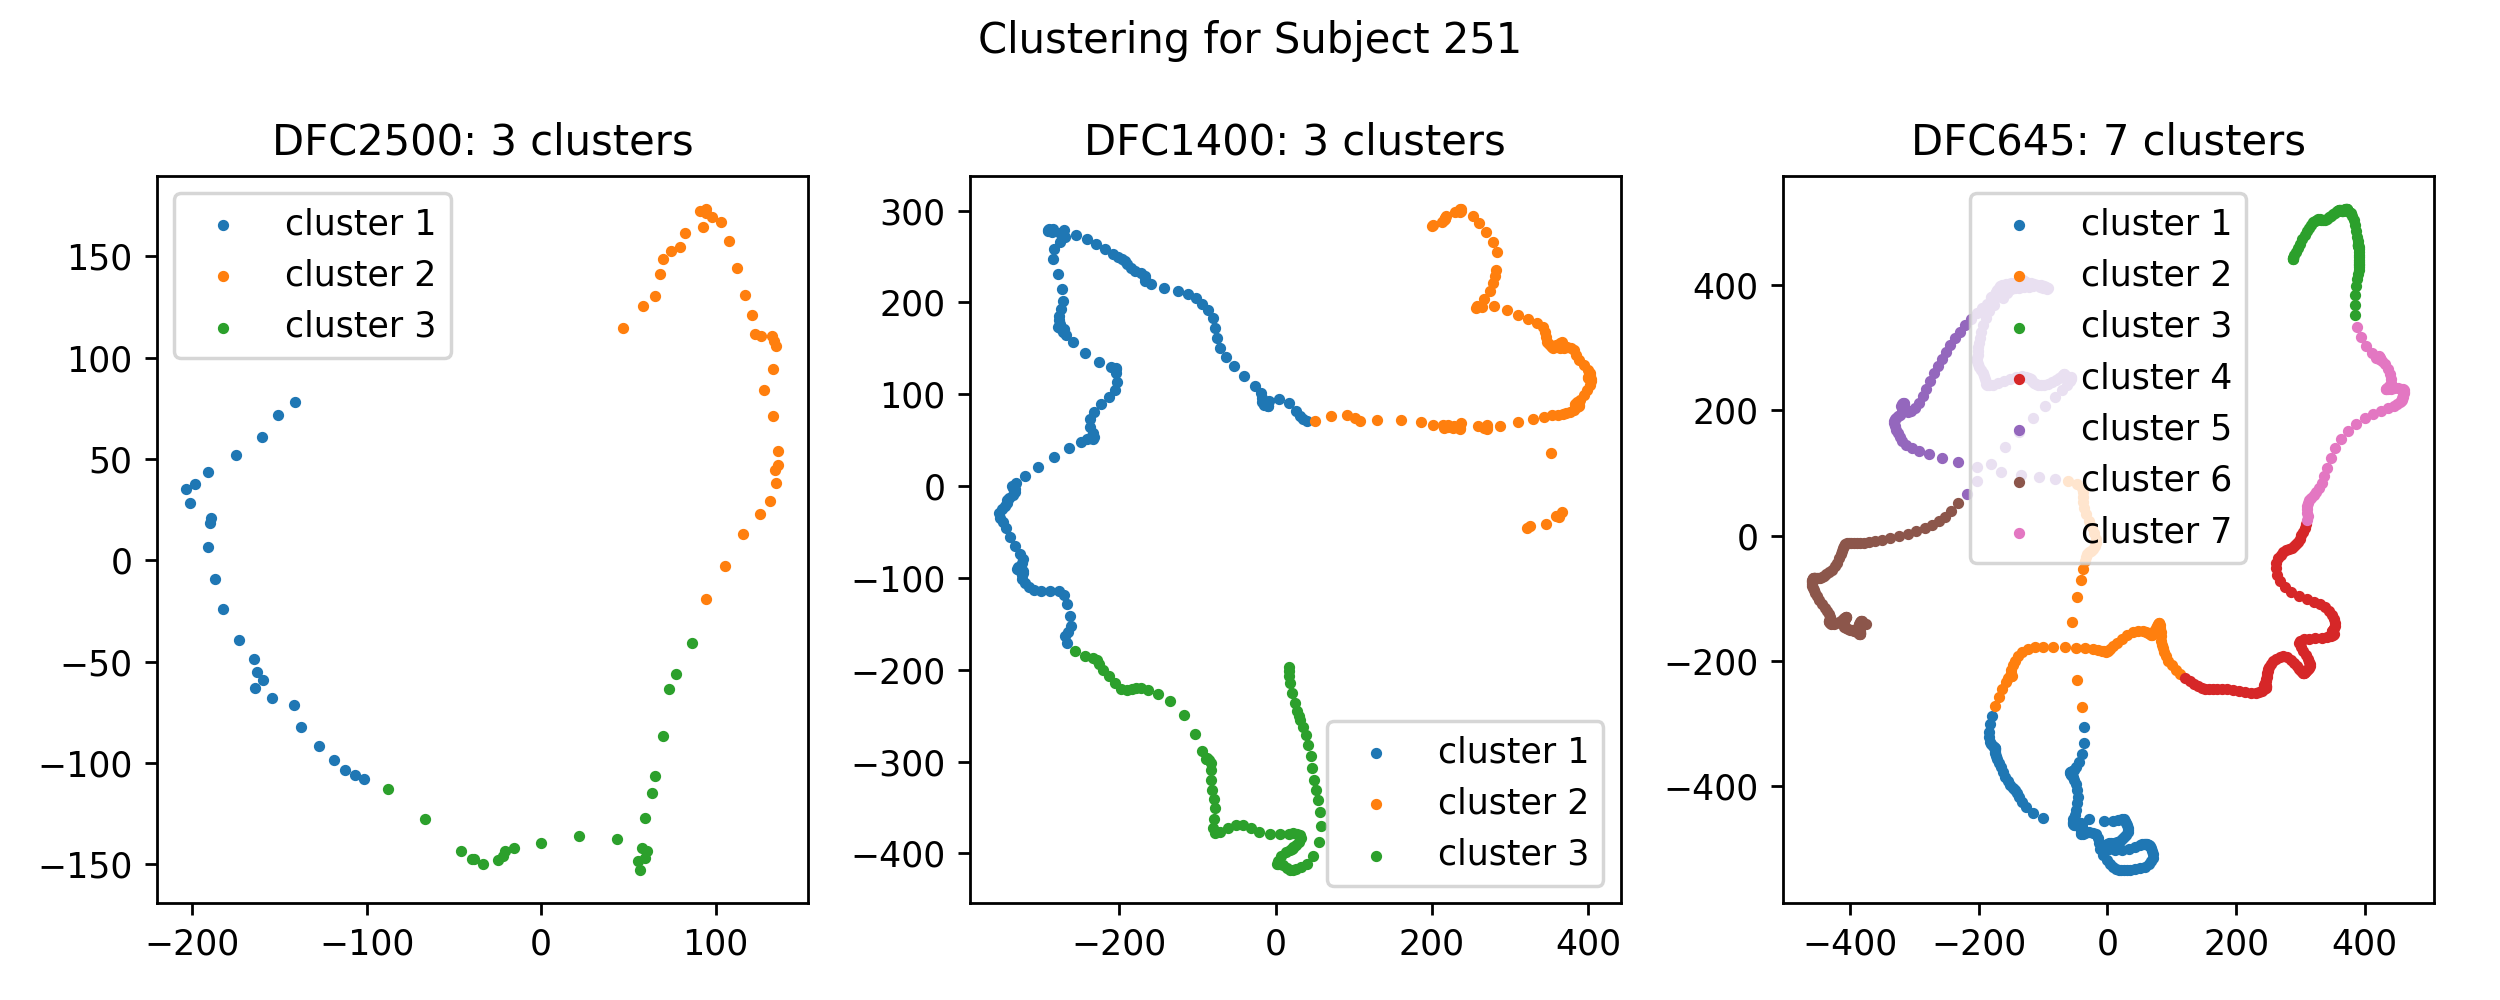 Clustering for Subject 251
DFC2500: 3 clusters
cluster 1
cluster 2
cluster 3
150
100
50
0
−50
−100
−150
−200
−100
0
100
DFC1400: 3 clusters
300
200
100
0
−100
−200
−300
−400
cluster 1
cluster 2
cluster 3
−200
0
200
400
DFC645: 7 clusters
cluster 1
cluster 2
cluster 3
cluster 4
cluster 5
cluster 6
cluster 7
400
200
0
−200
−400
−400
−200
0
200
400